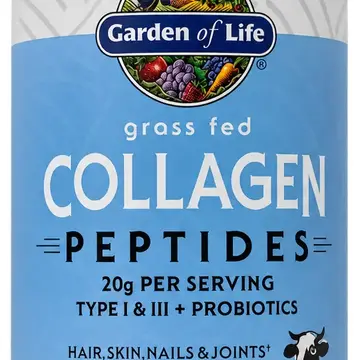 Garden of Life
®
grass fed
COLLAGEN
PEPTIDES
20g PER SERVING
TYPE I & III + PROBIOTICS
HAIR, SKIN, NAILS & JOINTS†